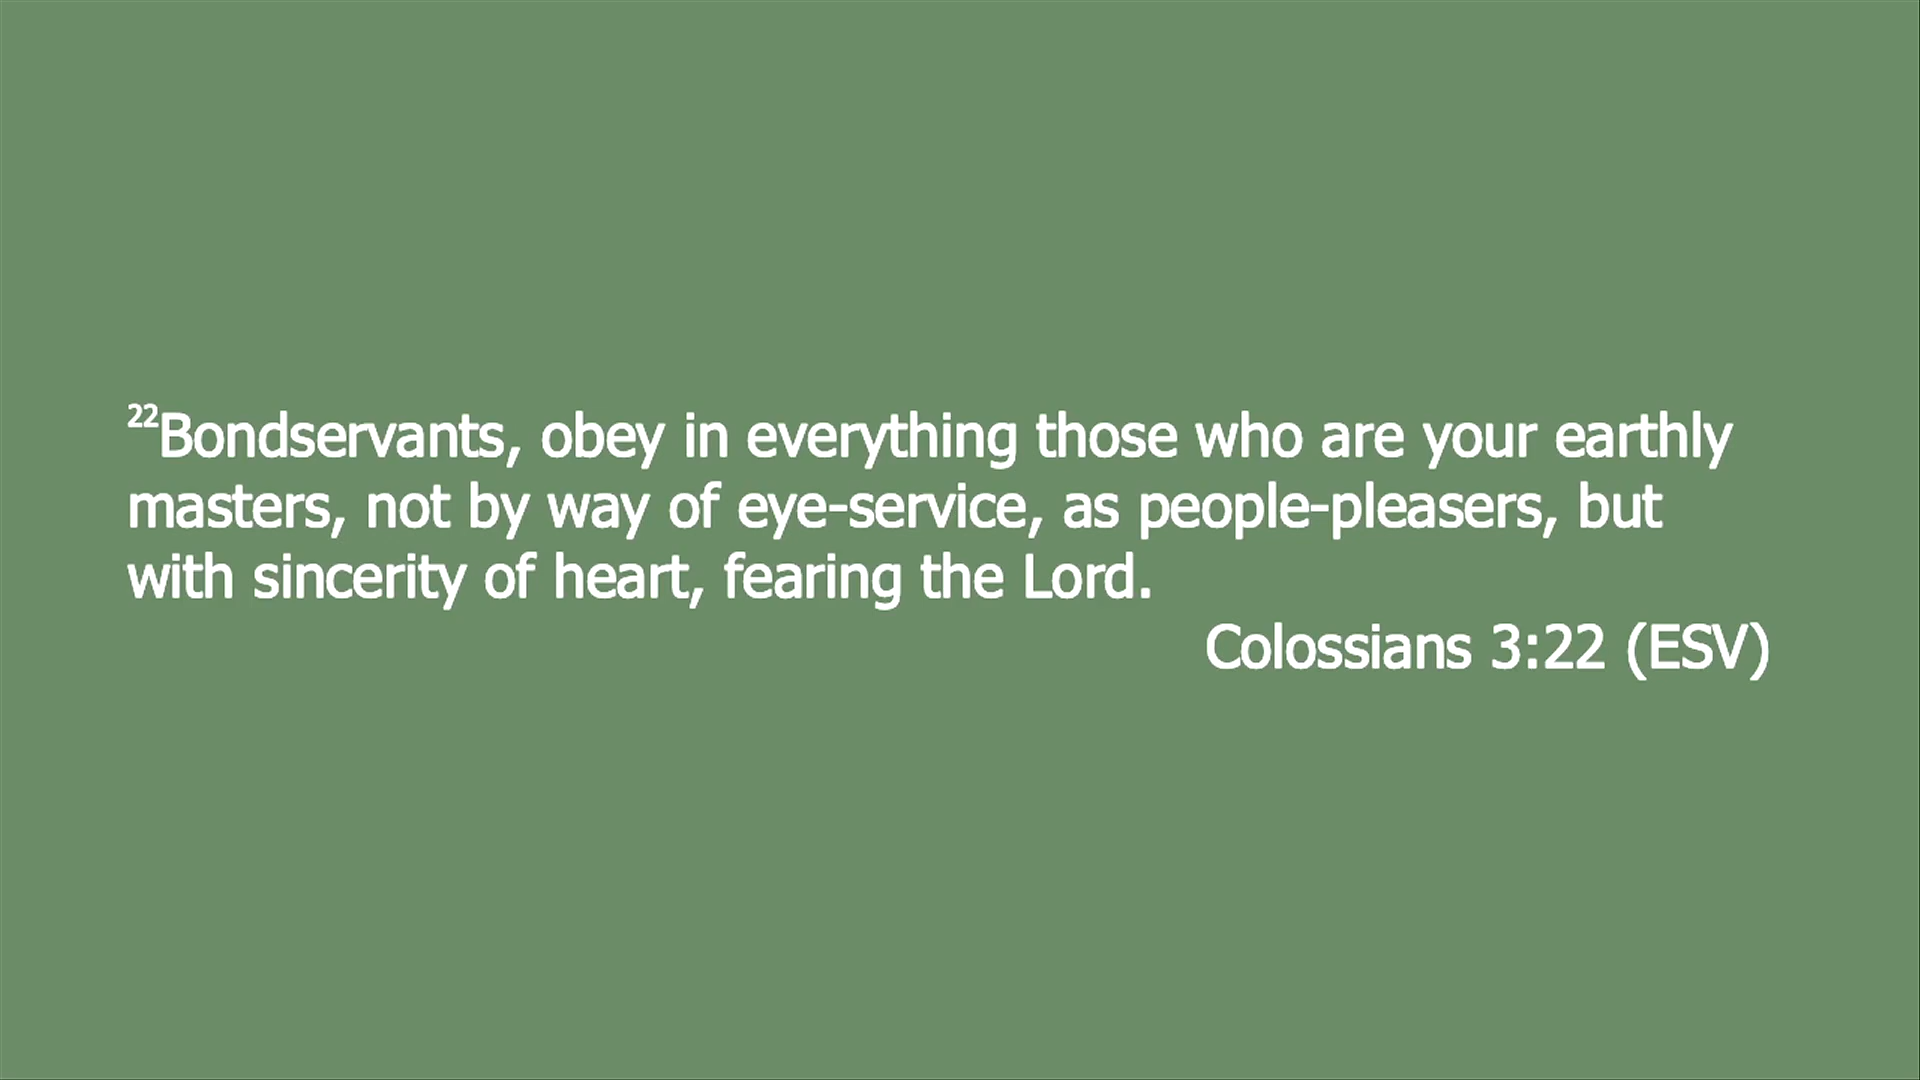 22Bondservants, obey in everything those who are your earthly
masters, not by way of eye-service, as people-pleasers, but
with sincerity of heart, fearing the Lord.
Colossians 3:22 (ESV)